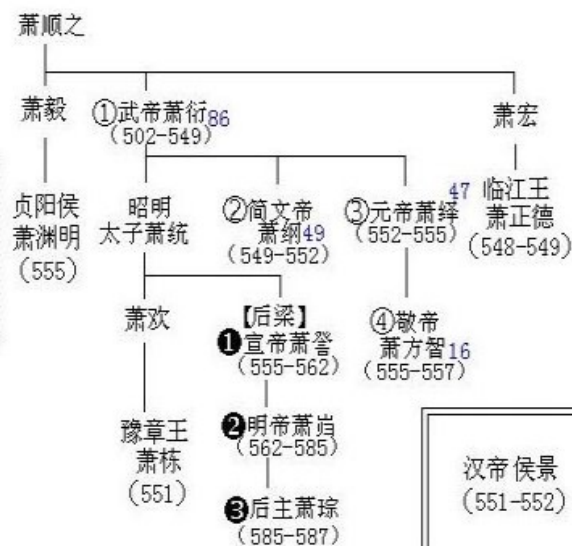 萧顺之
萧毅
①武帝萧衍86
(502-549)
萧宏
贞阳侯
萧渊明
(555)
昭明
太子萧统
②简文帝
萧纲49
(549-552)
③元帝萧绎
(552-555)
47 临江王
萧正德
(548-549)
萧欢
【后梁】
❶宣帝萧詧
(555-562)
④敬帝
萧方智16
(555-557)
豫章王
萧栋
(551)
❷明帝萧岿
(562-585)
❸后主萧琮
(585-587)
汉帝侯景
(551-552)